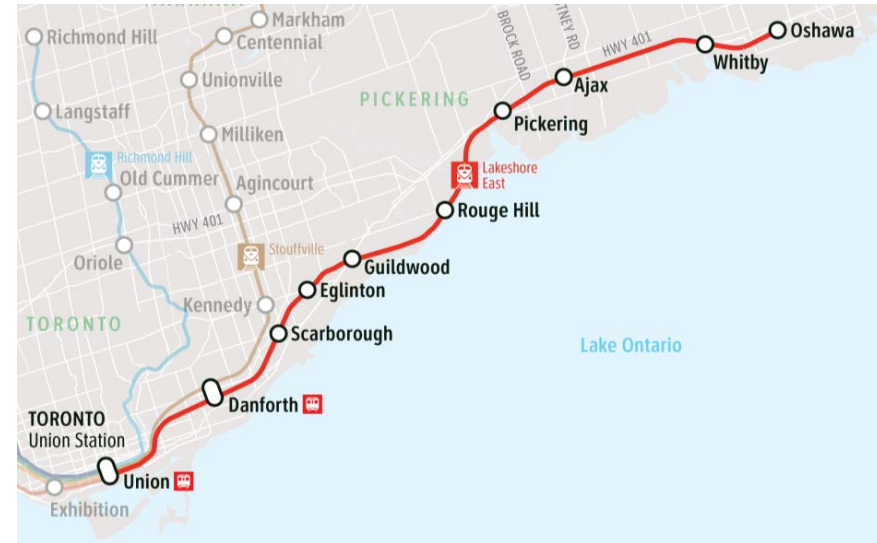 Markham
Richmond Hill
Centennial
Oshawa
HWY 401
BROCK ROAD
Whitby
Unionville
Ajax
PICKERING
Langstaff
Pickering
Milliken
Richmond Hill
Old Cummer
Agincourt
Lakeshore
East
Rouge Hill
HWY 401
Stouffville
Oriole
Guildwood
Eglinton
Kennedy
TORONTO
Scarborough
Lake Ontario
Danforth
TORONTO
Union Station
Union
Exhibition